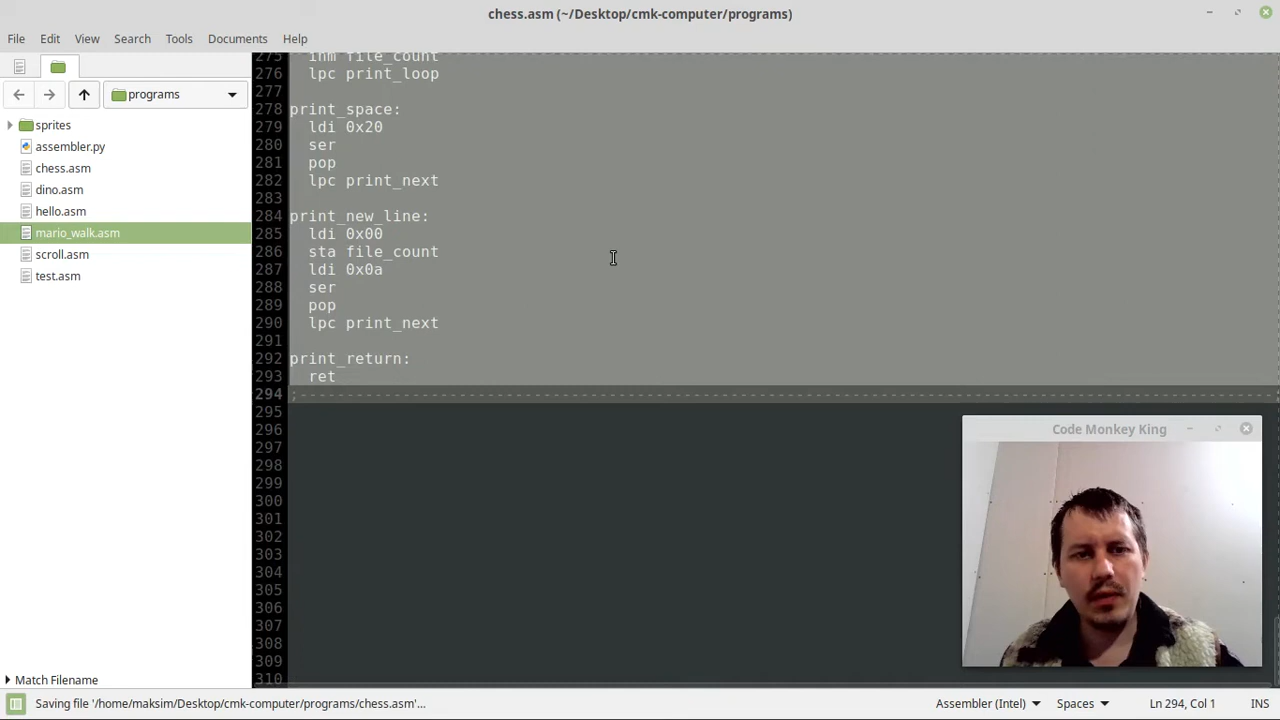 chess.asm (~/Desktop/cmk-computer/programs)
File Edit View Search Tools Documents Help
programs
sprites
assembler.py
chess.asm
dino.asm
hello.asm
mario_walk.asm
scroll.asm
test.asm
Match Filename
275 inm file_count
276 lpc print_loop
277
278 print_space:
279 ldi 0x20
280 ser
281 pop
282 lpc print_next
283
284 print_new_line:
285 ldi 0x00
286 sta file_count
287 ldi 0x0a
288 ser
289 pop
290 lpc print_next
291
292 print_return:
293 ret
294 ;-----------------------------------------------------------------------------------------------------
295
296
297
298
299
300
301
302
303
304
305
306
307
308
309
310
Code Monkey King
Saving file '/home/maksim/Desktop/cmk-computer/programs/chess.asm'... Assembler (Intel) Spaces Ln 294, Col 1 INS